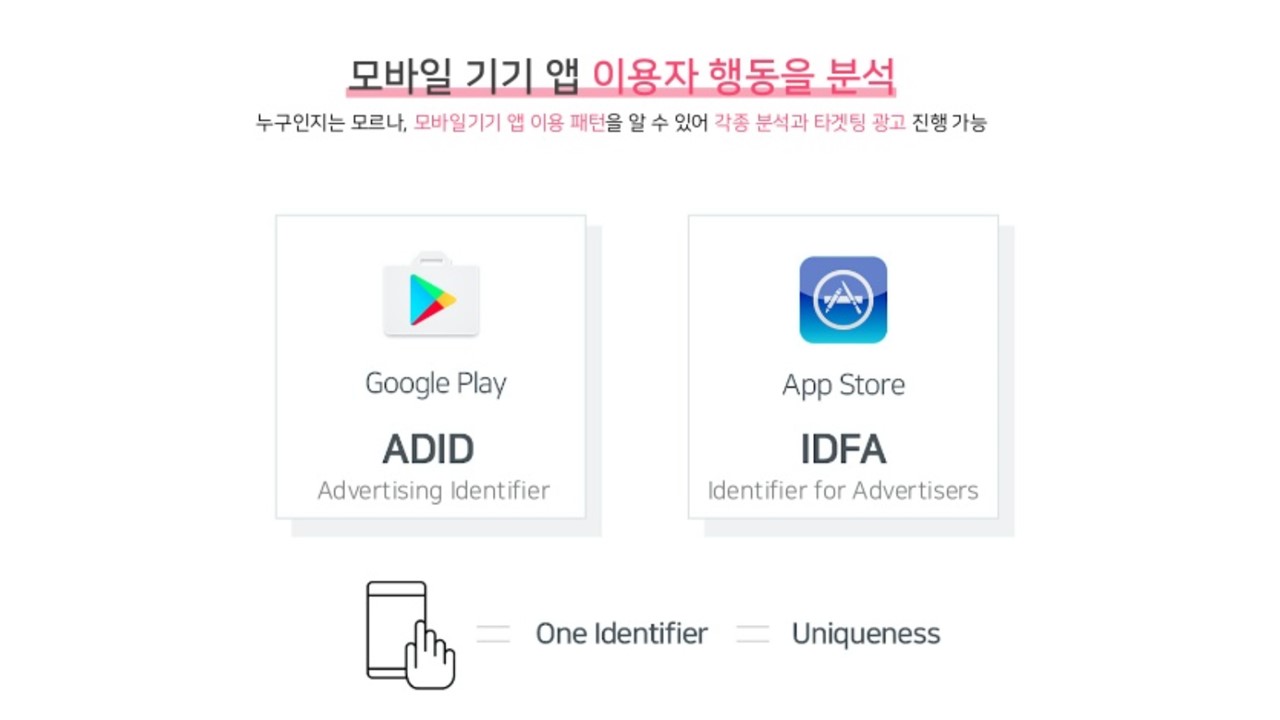 모바일 기기 앱 이용자 행동을 분석
누구인지는 모르나, 모바일기기 앱 이용 패턴을 알 수 있어 각종 분석과 타겟팅 광고 진행 가능
Google Play
ADID
Advertising Identifier
App Store
IDFA
Identifier for Advertisers
One Identifier
Uniqueness